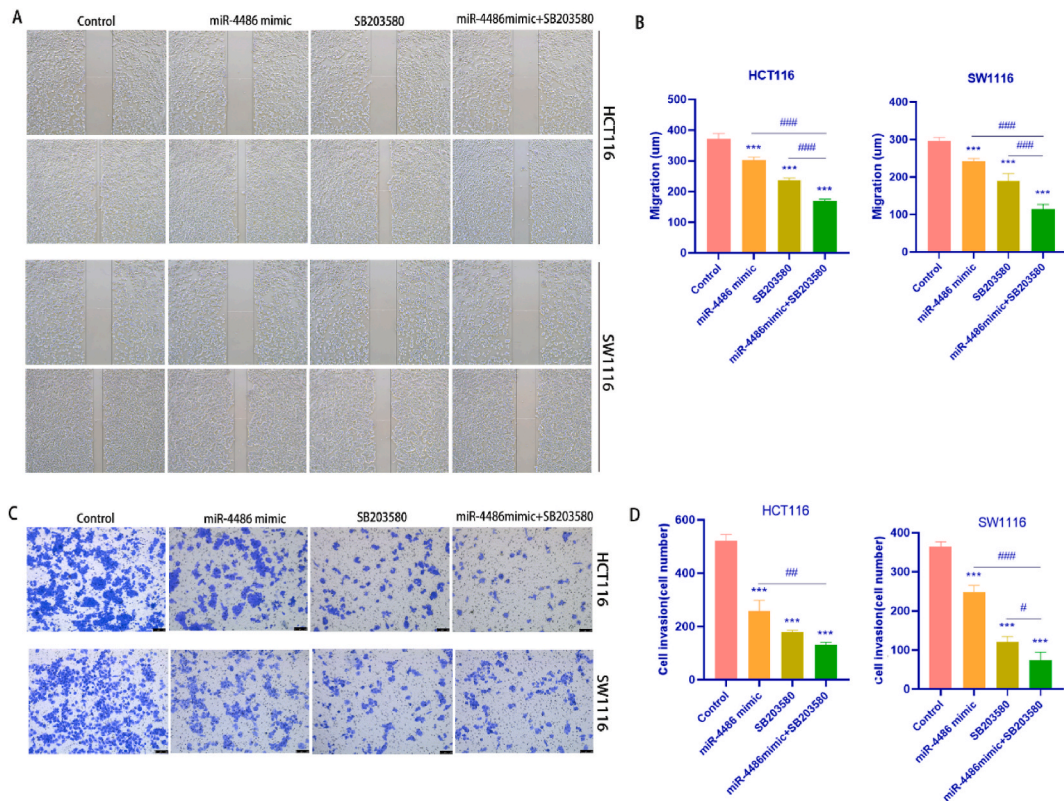 A
Control
miR-4486 mimic
SB203580
miR-4486mimic+SB203580
HCT116
SW1116
B
HCT116
Migration (um)
500
400
300
200
100
0
***
***
***
###
###
Control
miR-4486 mimic
SB203580
miR-4486mimic+SB203580
SW1116
Migration (um)
400
300
200
100
0
***
***
***
###
###
Control
miR-4486 mimic
SB203580
miR-4486mimic+SB203580
C
Control
miR-4486 mimic
SB203580
miR-4486mimic+SB203580
HCT116
SW1116
D
HCT116
Cell invasion(cell number)
600
400
200
0
***
***
***
##
Control
miR-4486 mimic
SB203580
miR-4486mimic+SB203580
SW1116
Cell invasion(cell number)
400
300
200
100
0
***
***
***
###
#
Control
miR-4486 mimic
SB203580
miR-4486mimic+SB203580